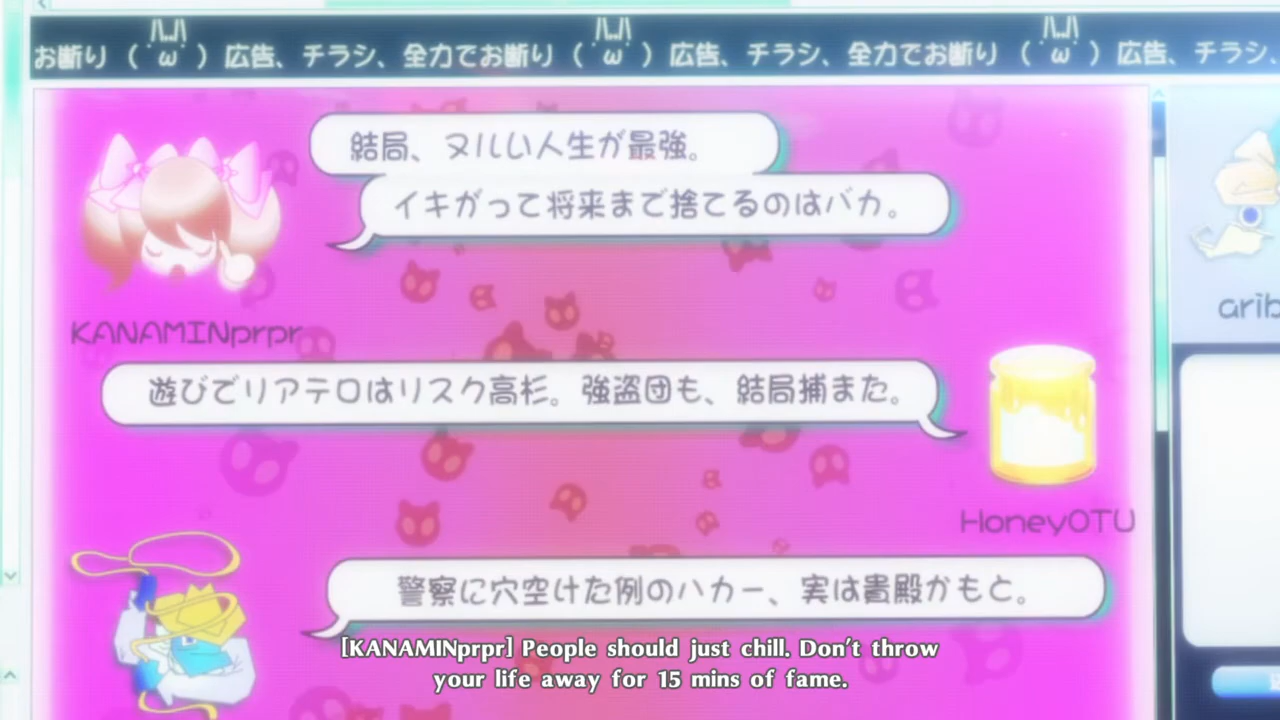 お断り ( ˙ω˙ ) 広告、チラシ、全力でお断り ( ˙ω˙ ) 広告、チラシ、全力でお断り ( ˙ω˙ ) 広告、チラシ、
結局、ヌルい人生が最強。
イキがって将来まで捨てるのはバカ。
KANAMINprpr
arib
遊びでリアテロはリスク高杉。強盗団も、結局捕また。
HoneyOTU
警察に穴空けた例のハカー、実は貴殿かもと。
[KANAMINprpr] People should just chill. Don't throw
your life away for 15 mins of fame.